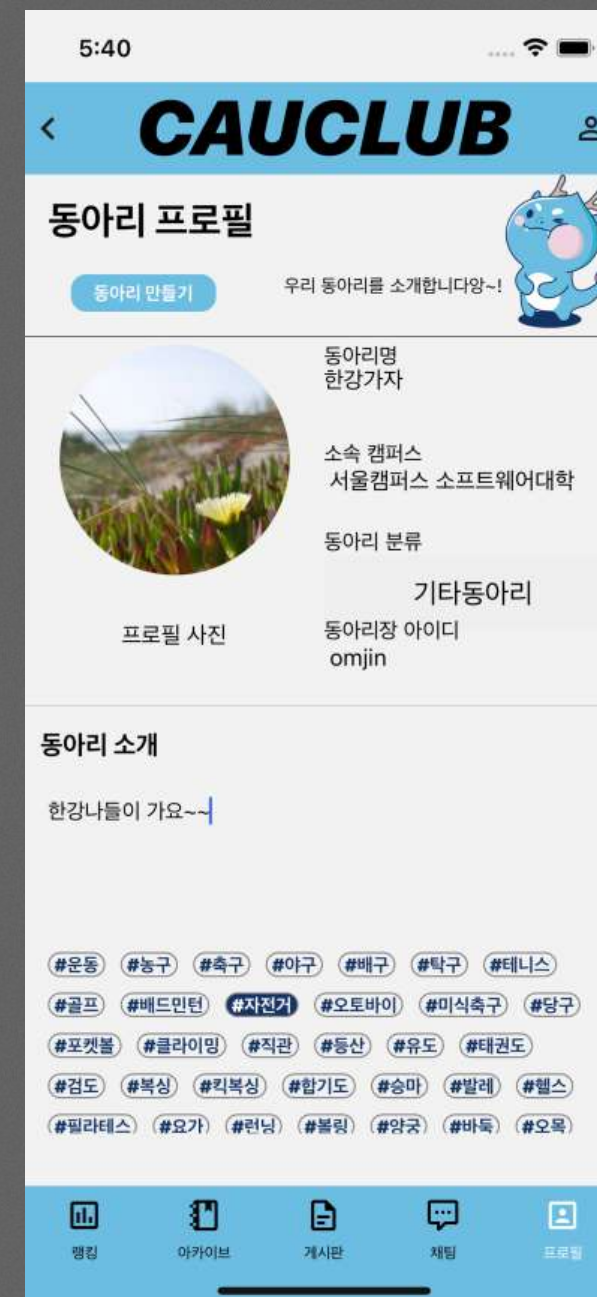 5:40
CAUCLUB
동아리 프로필
동아리 만들기
우리 동아리를 소개합니다앙~!
동아리명
한강가자
소속 캠퍼스
서울캠퍼스 소프트웨어대학
동아리 분류
기타동아리
프로필 사진
동아리장 아이디
omjin
동아리 소개
한강나들이 가요~~
#운동 #농구 #축구 #야구 #배구 #탁구 #테니스
#골프 #배드민턴 #자전거 #오토바이 #미식축구 #당구
#포켓볼 #클라이밍 #직관 #등산 #유도 #태권도
#검도 #복싱 #킥복싱 #합기도 #승마 #발레 #헬스
#필라테스 #요가 #런닝 #볼링 #양궁 #바둑 #오목
랭킹 아카이브 게시판 채팅 프로필